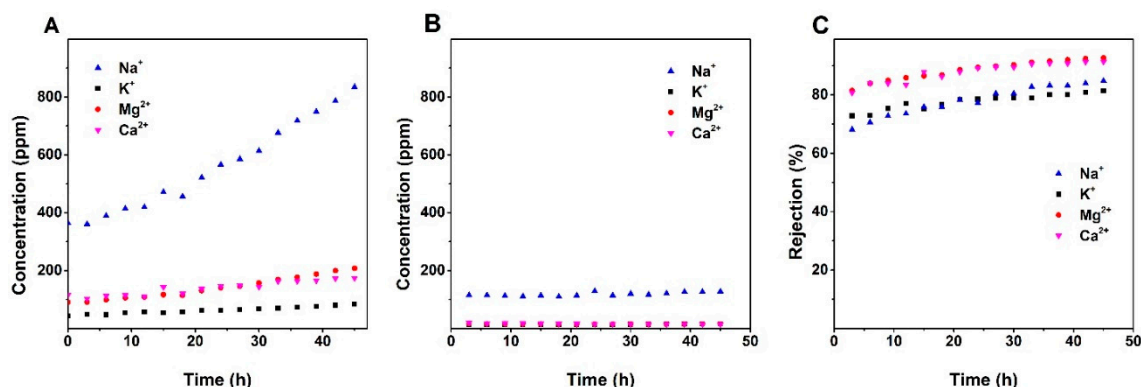 A
Na⁺
K⁺
Mg²⁺
Ca²⁺
Concentration (ppm)
800
600
400
200
0
10
20
30
40
Time (h)
B
Na⁺
K⁺
Mg²⁺
Ca²⁺
Concentration (ppm)
800
600
400
200
0
10
20
30
40
50
Time (h)
C
Na⁺
K⁺
Mg²⁺
Ca²⁺
Rejection (%)
80
60
40
20
0
10
20
30
40
50
Time (h)